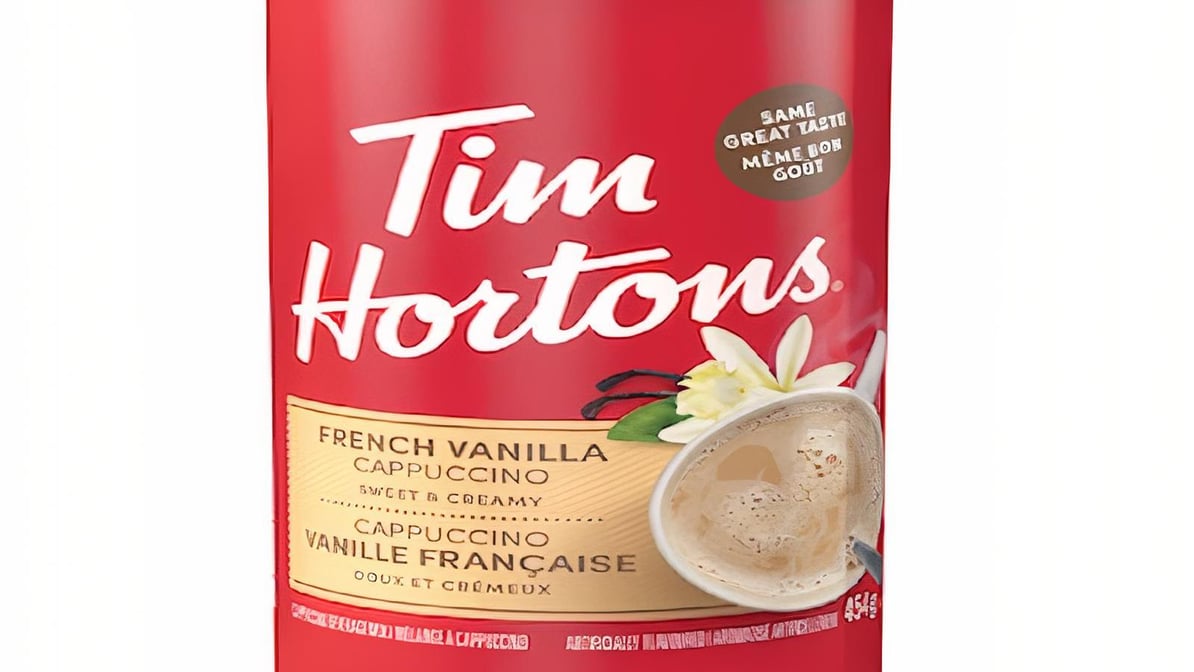 SAME
GREAT TASTE
MÊME BON
GOÛT
Tim
Hortons
FRENCH VANILLA
CAPPUCCINO
SWEET & CREAMY
CAPPUCCINO
VANILLE FRANÇAISE
DOUX ET CRÉMEUX
454g